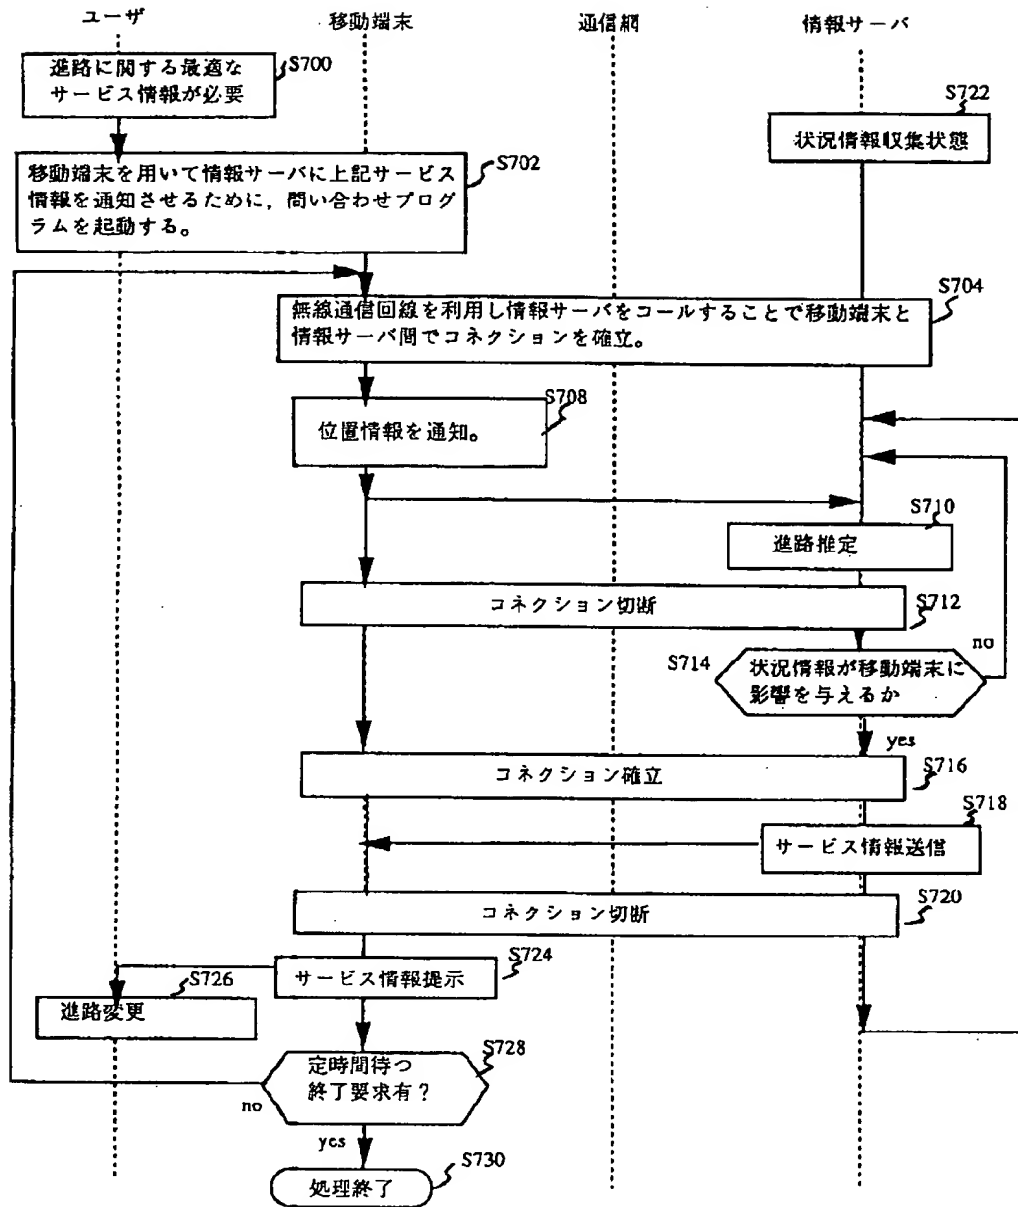 ユーザ
移動端末
通信網
情報サーバ
進路に関する最適な
サービス情報が必要
S700
S722
状況情報収集状態
移動端末を用いて情報サーバに上記サービス
情報を通知させるために，問い合わせプログ
ラムを起動する。
S702
S704
無線通信回線を利用し情報サーバをコールすることで移動端末と
情報サーバ間でコネクションを確立。
S708
位置情報を通知。
S710
進路推定
コネクション切断
S712
no
S714
状況情報が移動端末に
影響を与えるか
yes
コネクション確立
S716
S718
サービス情報送信
コネクション切断
S720
S724
サービス情報提示
S726
進路変更
S728
定時間待つ
終了要求有？
no
yes
S730
処理終了